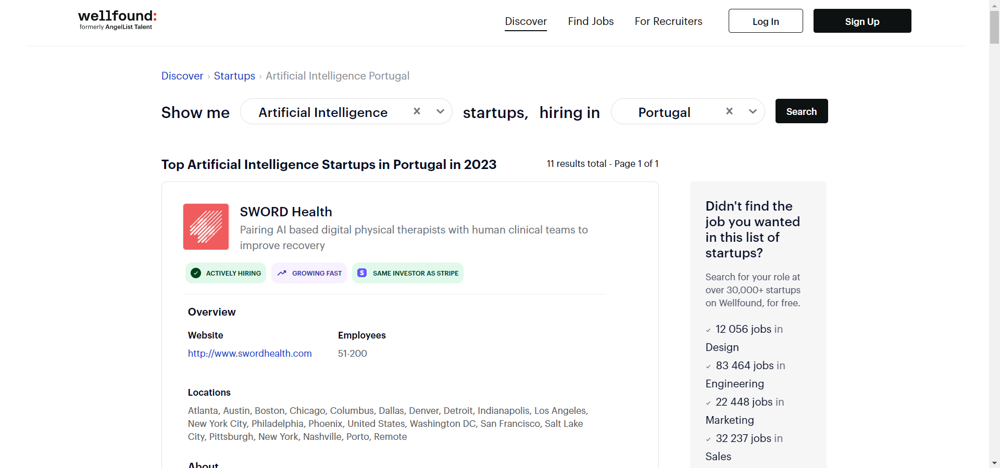 wellfound:
formerly AngelList Talent
Discover
Find Jobs
For Recruiters
Log In
Sign Up
Discover › Startups › Artificial Intelligence Portugal
Show me Artificial Intelligence startups, hiring in Portugal Search
Top Artificial Intelligence Startups in Portugal in 2023
11 results total - Page 1 of 1
SWORD Health
Pairing AI based digital physical therapists with human clinical teams to
improve recovery
ACTIVELY HIRING
GROWING FAST
S SAME INVESTOR AS STRIPE
Overview
Website
http://www.swordhealth.com
Employees
51-200
Locations
Atlanta, Austin, Boston, Chicago, Columbus, Dallas, Denver, Detroit, Indianapolis, Los Angeles,
New York City, Philadelphia, Phoenix, United States, Washington DC, San Francisco, Salt Lake
City, Pittsburgh, New York, Nashville, Porto, Remote
About
Didn't find the
job you wanted
in this list of
startups?
Search for your role at
over 30,000+ startups
on Wellfound, for free.
12 056 jobs in
Design
83 464 jobs in
Engineering
22 448 jobs in
Marketing
32 237 jobs in
Sales